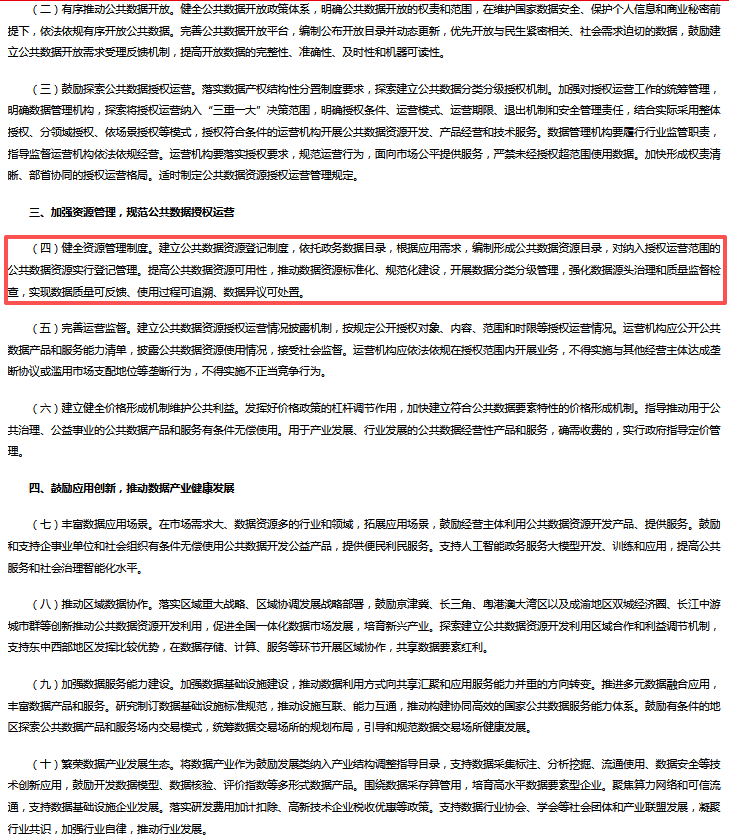 （二）有序推动公共数据开放。健全公共数据开放政策体系，明确公共数据开放的权责和范围，在维护国家数据安全、保护个人信息和商业秘密前
提下，依法依规有序开放公共数据。完善公共数据开放平台，编制公布开放目录并动态更新，优先开放与民生紧密相关、社会需求迫切的数据，鼓励建
立公共数据开放需求受理反馈机制，提高开放数据的完整性、准确性、及时性和机器可读性。
（三）鼓励探索公共数据授权运营。落实数据产权结构性分置制度要求，探索建立公共数据分类分级授权机制。加强对授权运营工作的统筹管理，
明确数据管理机构，探索将授权运营纳入“三重一大”决策范围，明确授权条件、运营模式、运营期限、退出机制和安全管理责任，结合实际采用整体
授权、分领域授权、依场景授权等模式，授权符合条件的运营机构开展公共数据资源开发、产品经营和技术服务。数据管理机构要履行行业监管职责，
指导监督运营机构依法依规经营。运营机构要落实授权要求，规范运营行为，面向市场公平提供服务，严禁未经授权超范围使用数据。加快形成权责清
晰、部省协同的授权运营格局。适时制定公共数据资源授权运营管理规定。
三、加强资源管理，规范公共数据授权运营
（四）健全资源管理制度。建立公共数据资源登记制度，依托政务数据目录，根据应用需求，编制形成公共数据资源目录，对纳入授权运营范围的
公共数据资源实行登记管理。提高公共数据资源可用性，推动数据资源标准化、规范化建设，开展数据分类分级管理，强化数据源头治理和质量监督检
查，实现数据质量可反馈、使用过程可追溯、数据异议可处置。
（五）完善运营监督。建立公共数据资源授权运营情况披露机制，按规定公开授权对象、内容、范围和时限等授权运营情况。运营机构应公开公共
数据产品和服务能力清单，披露公共数据资源使用情况，接受社会监督。运营机构应依法依规在授权范围内开展业务，不得实施与其他经营主体达成垄
断协议或滥用市场支配地位等垄断行为，不得实施不正当竞争行为。
（六）建立健全价格形成机制维护公共利益。发挥好价格政策的杠杆调节作用，加快建立符合公共数据要素特性的价格形成机制。指导推动用于公
共治理、公益事业的公共数据产品和服务有条件无偿使用。用于产业发展、行业发展的公共数据经营性产品和服务，确需收费的，实行政府指导定价管
理。
四、鼓励应用创新，推动数据产业健康发展
（七）丰富数据应用场景。在市场需求大、数据资源多的行业和领域，拓展应用场景，鼓励经营主体利用公共数据资源开发产品、提供服务。鼓励
和支持企事业单位和社会组织有条件无偿使用公共数据开发公益产品，提供便民利民服务。支持人工智能政务服务大模型开发、训练和应用，提高公共
服务和社会治理智能化水平。
（八）推动区域数据协作。落实区域重大战略、区域协调发展战略部署，鼓励京津冀、长三角、粤港澳大湾区以及成渝地区双城经济圈、长江中游
城市群等创新推动公共数据资源开发利用，促进全国一体化数据市场发展，培育新兴产业。探索建立公共数据资源开发利用区域合作和利益调节机制，
支持东中西部地区发挥比较优势，在数据存储、计算、服务等环节开展区域协作，共享数据要素红利。
（九）加强数据服务能力建设。加强数据基础设施建设，推动数据利用方式向共享汇聚和应用服务能力并重的方向转变。推进多元数据融合应用，
丰富数据产品和服务。研究制订数据基础设施标准规范，推动设施互联、能力互通，推动构建协同高效的国家公共数据服务能力体系。鼓励有条件的地
区探索公共数据产品和服务场内交易模式，统筹数据交易场所的规划布局，引导和规范数据交易场所健康发展。
（十）繁荣数据产业发展生态。将数据产业作为鼓励发展类纳入产业结构调整指导目录，支持数据采集标注、分析挖掘、流通使用、数据安全等技
术创新应用，鼓励开发数据模型、数据核验、评价指数等多形式数据产品。围绕数据采存算管用，培育高水平数据要素型企业。聚焦算力网络和可信流
通，支持数据基础设施企业发展。落实研发费用加计扣除、高新技术企业税收优惠等政策。支持数据行业协会、学会等社会团体和产业联盟发展，凝聚
行业共识，加强行业自律，推动行业发展。